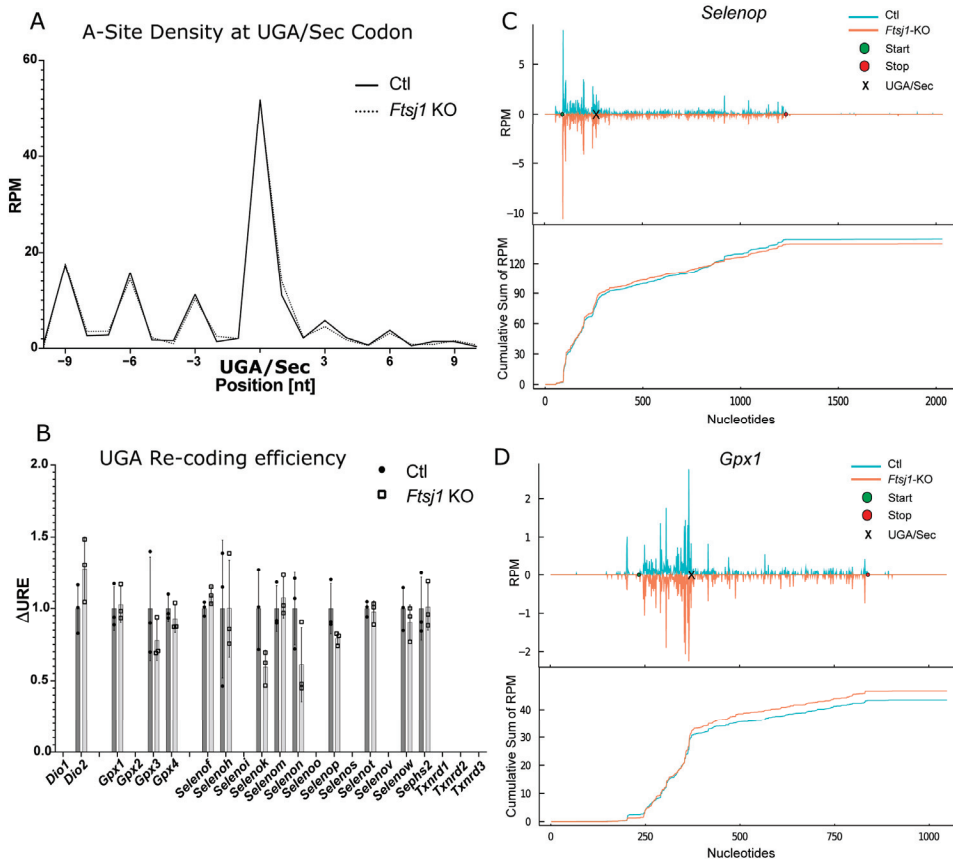 A
A-Site Density at UGA/Sec Codon
Ctl
Ftsj1 KO
RPM
60
40
20
0
−9
−6
−3
UGA/Sec
3
6
9
Position [nt]
B
UGA Re-coding efficiency
Ctl
Ftsj1 KO
ΔURE
2.0
1.5
1.0
0.5
0.0
Dio1
Dio2
Gpx1
Gpx2
Gpx3
Gpx4
Selenof
Selenoh
Selenoi
Selenok
Selenom
Selenon
Selenoo
Selenop
Selenos
Selenot
Selenov
Selenow
Sephs2
Txnrd1
Txnrd2
Txnrd3
C
Selenop
Ctl
Ftsj1-KO
Start
Stop
X UGA/Sec
RPM
5
0
−5
−10
X
Cumulative Sum of RPM
120
90
60
30
0
0
500
1000
1500
2000
Nucleotides
D
Gpx1
Ctl
Ftsj1-KO
Start
Stop
X UGA/Sec
RPM
2
1
0
−1
−2
X
Cumulative Sum of RPM
40
30
20
10
0
0
250
500
750
1000
Nucleotides